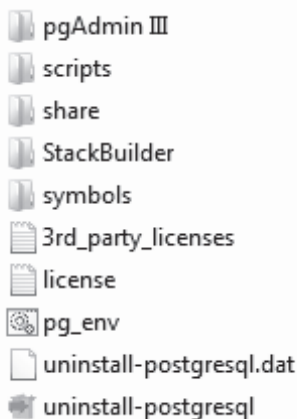 pgAdmin III
scripts
share
StackBuilder
symbols
3rd_party_licenses
license
pg_env
uninstall-postgresql.dat
uninstall-postgresql